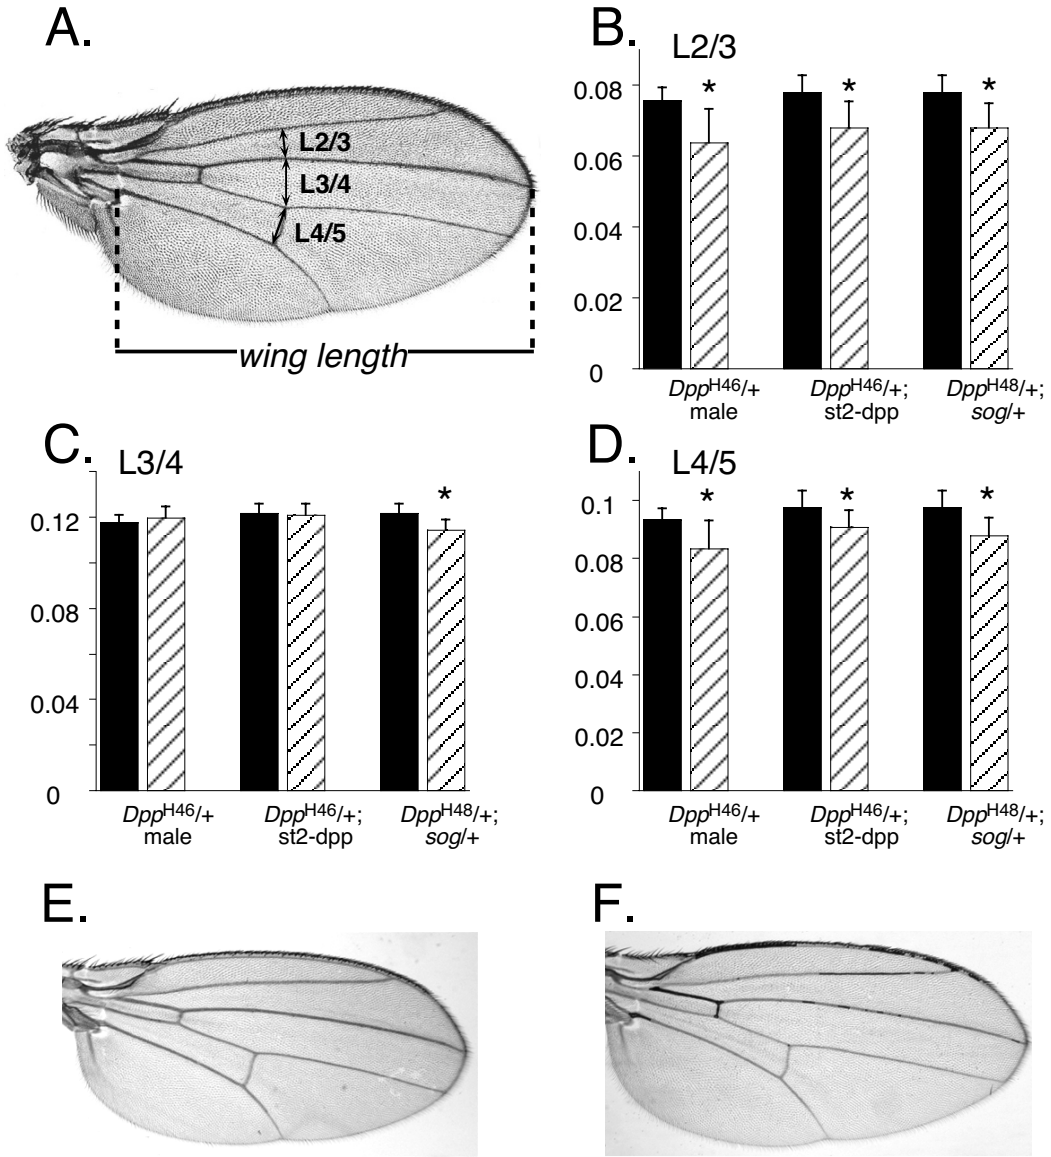 A.
L2/3
L3/4
L4/5
wing length
B.
L2/3
0.08
0.06
0.04
0.02
0
*
*
*
DppH46/+
male
DppH46/+;
st2-dpp
DppH48/+;
sog/+
C.
L3/4
0.12
0.08
0.04
0
*
DppH46/+
male
DppH46/+;
st2-dpp
DppH48/+;
sog/+
D.
L4/5
0.1
0.08
0.06
0.04
0.02
0
*
*
*
DppH46/+
male
DppH46/+;
st2-dpp
DppH48/+;
sog/+
E.
F.